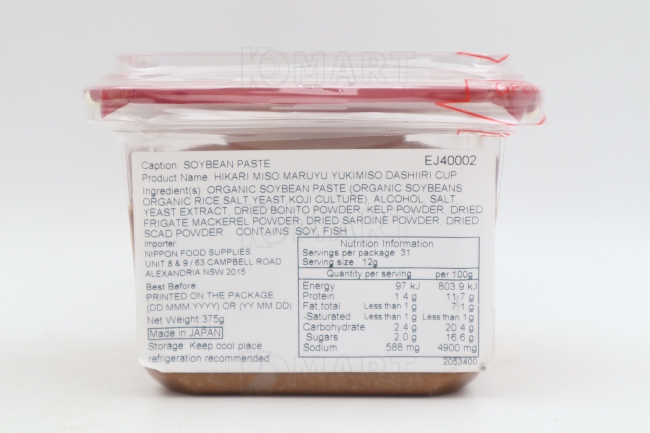 KOMART
OPEN
Caption SOYBEAN PASTE EJ40002
Product Name HIKARI MISO MARUYU YUKIMISO DASHIIRI CUP
Ingredient(s) ORGANIC SOYBEAN PASTE (ORGANIC SOYBEANS
ORGANIC RICE SALT, YEAST KOJI CULTURE), ALCOHOL, SALT,
YEAST EXTRACT, DRIED BONITO POWDER, KELP POWDER, DRIED
FRIGATE MACKEREL POWDER, DRIED SARDINE POWDER, DRIED
SCAD POWDER CONTAINS SOY, FISH
Importer
NIPPON FOOD SUPPLIES
UNIT 8 & 9 / 63 CAMPBELL ROAD
ALEXANDRIA NSW 2015
Best Before
PRINTED ON THE PACKAGE
(DD MMM YYYY) OR (YY MM DD)
Net Weight 375g
Made in JAPAN
Storage: Keep cool place
refrigeration recommended
Nutrition Information
Servings per package 31
Serving size 12g
Quantity per serving per 100g
Energy 97 kJ 803.9 kJ
Protein 1.4 g 11.7 g
Fat total Less than 1 g 7.1 g
-Saturated Less than 1 g Less than 1 g
Carbohydrate 2.4 g 20.4 g
Sugars 2.0 g 16.6 g
Sodium 588 mg 4900 mg
2053400